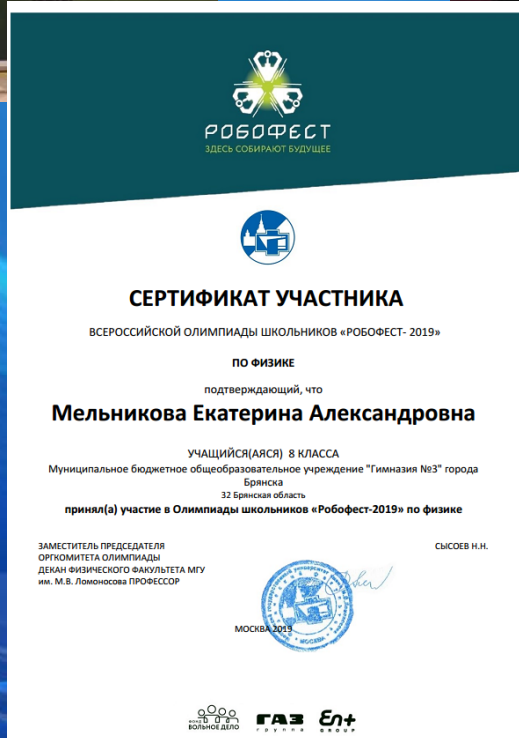 РОБОФЕСТ
ЗДЕСЬ СОБИРАЮТ БУДУЩЕЕ
СЕРТИФИКАТ УЧАСТНИКА
ВСЕРОССИЙСКОЙ ОЛИМПИАДЫ ШКОЛЬНИКОВ «РОБОФЕСТ- 2019»
ПО ФИЗИКЕ
подтверждающий, что
Мельникова Екатерина Александровна
УЧАЩИЙСЯ(АЯСЯ) 8 КЛАССА
Муниципальное бюджетное общеобразовательное учреждение "Гимназия №3" города
Брянска
32 Брянская область
принял(а) участие в Олимпиады школьников «Робофест-2019» по физике
ЗАМЕСТИТЕЛЬ ПРЕДСЕДАТЕЛЯ
ОРГКОМИТЕТА ОЛИМПИАДЫ
ДЕКАН ФИЗИЧЕСКОГО ФАКУЛЬТЕТА МГУ
им. М.В. Ломоносова ПРОФЕССОР
СЫСОЕВ Н.Н.
МОСКВА 2019
ФОНД
ВОЛЬНОЕ ДЕЛО
ГАЗ
группа
En+
GROUP